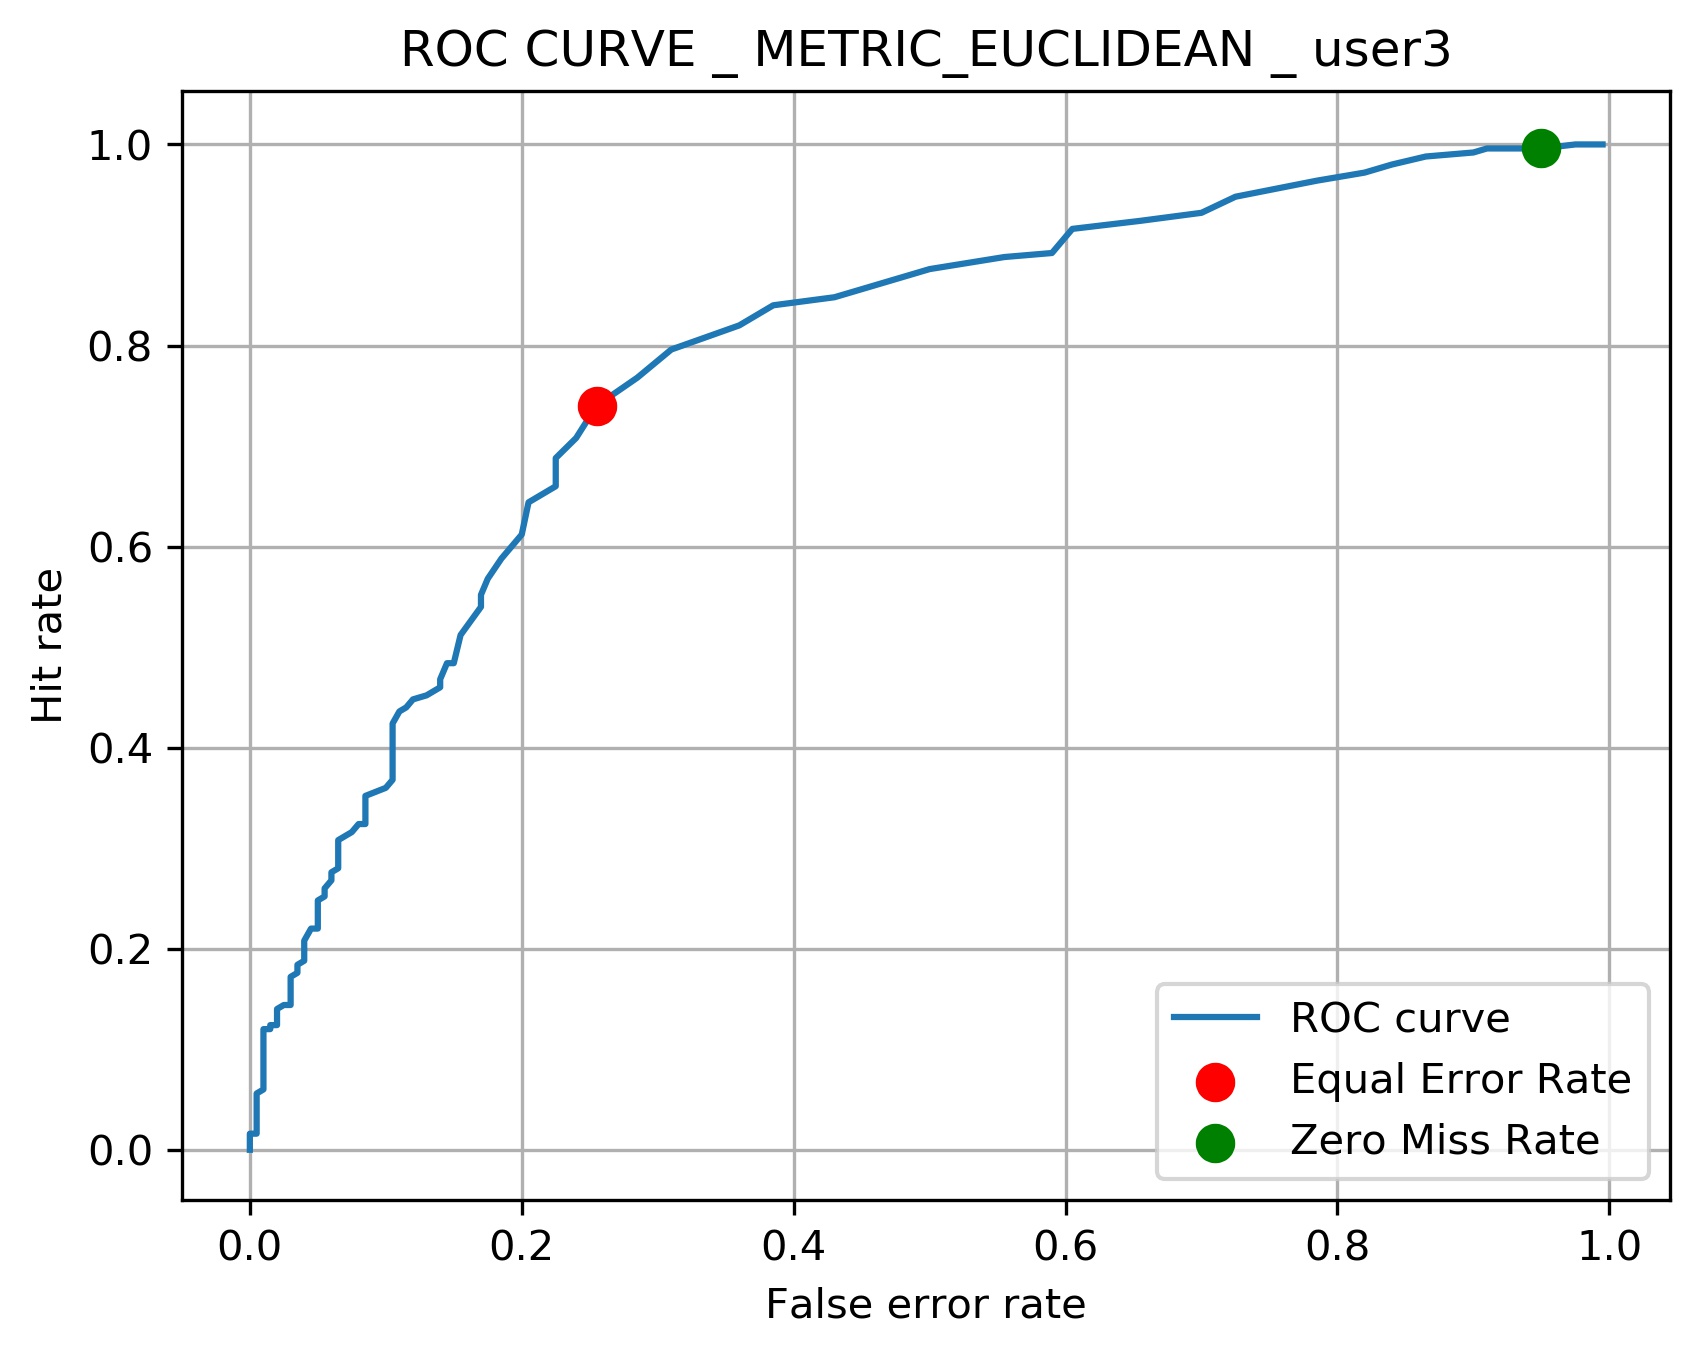 ROC CURVE _ METRIC_EUCLIDEAN _ user3
1.0
0.8
0.6
0.4
0.2
0.0
Hit rate
ROC curve
Equal Error Rate
Zero Miss Rate
0.0 0.2 0.4 0.6 0.8 1.0
False error rate